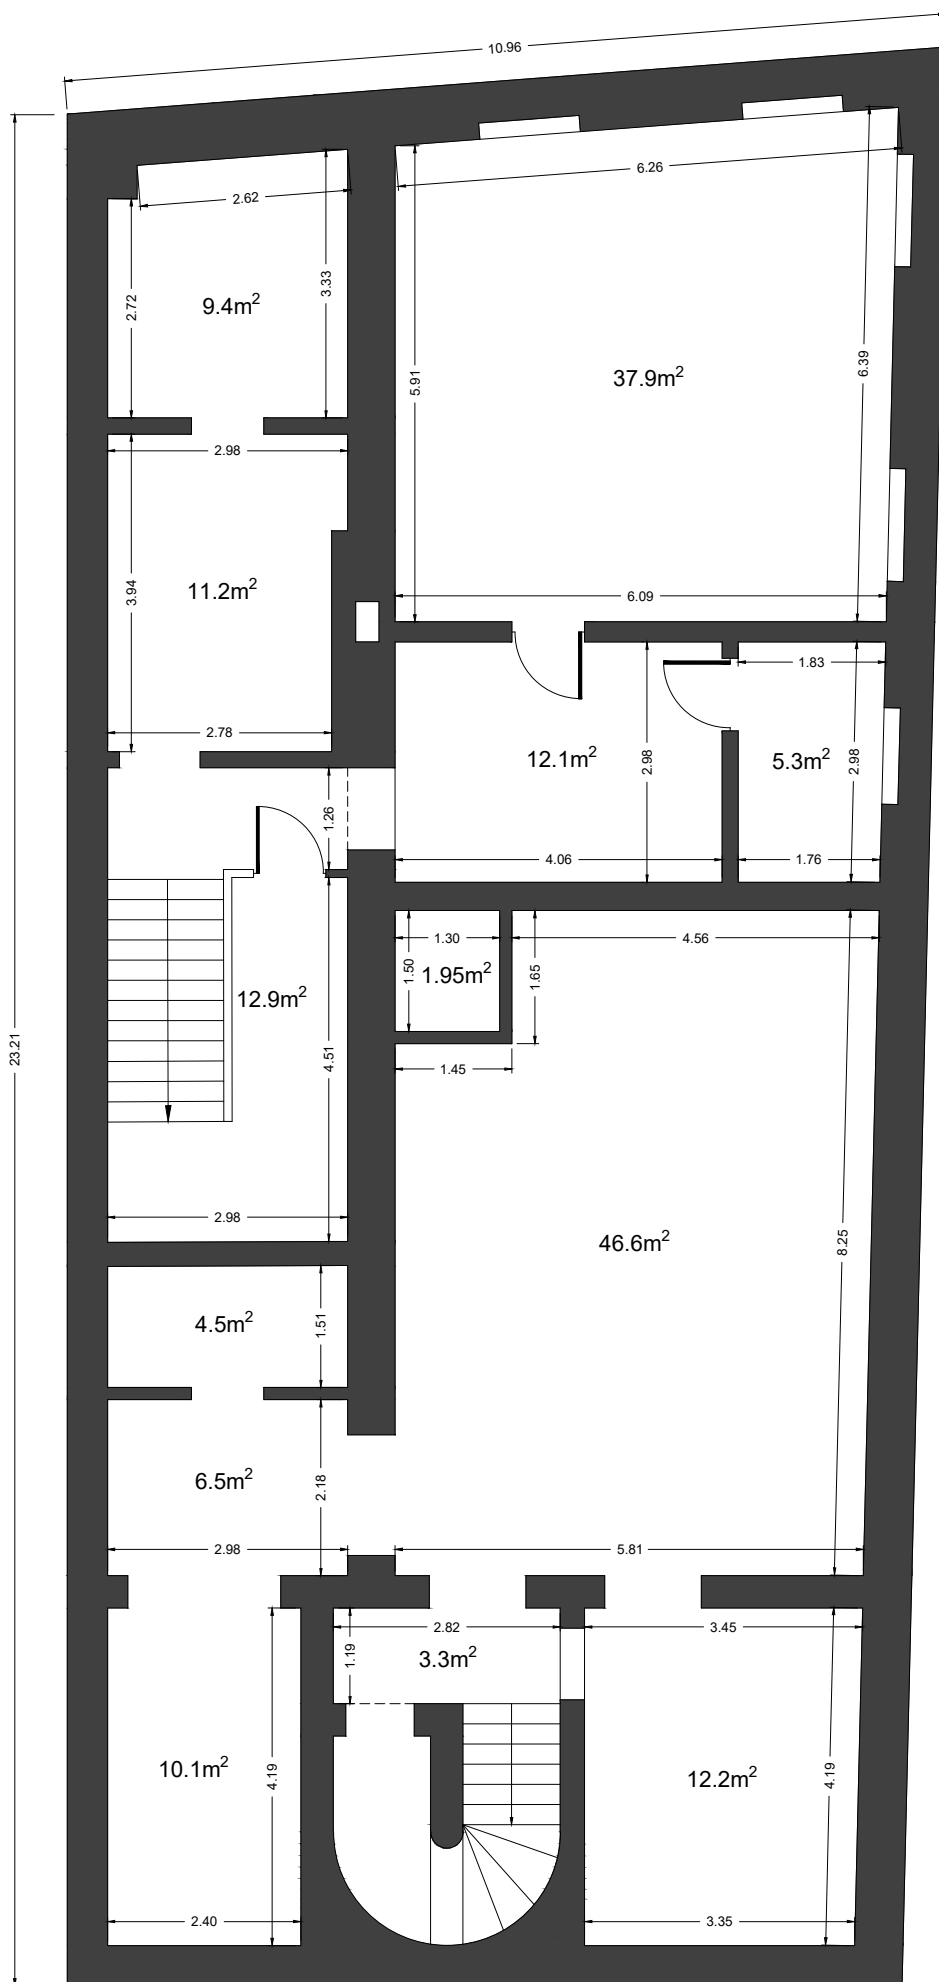 10.96
2.62
6.26
2.72
3.33
9.4m²
37.9m²
5.91
6.39
2.98
3.94
11.2m²
6.09
1.83
2.78
12.1m²
2.98
5.3m²
2.98
1.26
4.06
1.76
1.30
4.56
1.50
1.95m²
1.65
12.9m²
23.21
4.51
1.45
2.98
46.6m²
8.25
4.5m²
1.51
6.5m²
2.18
2.98
5.81
2.82
3.45
1.19
3.3m²
10.1m²
4.19
12.2m²
4.19
2.40
3.35